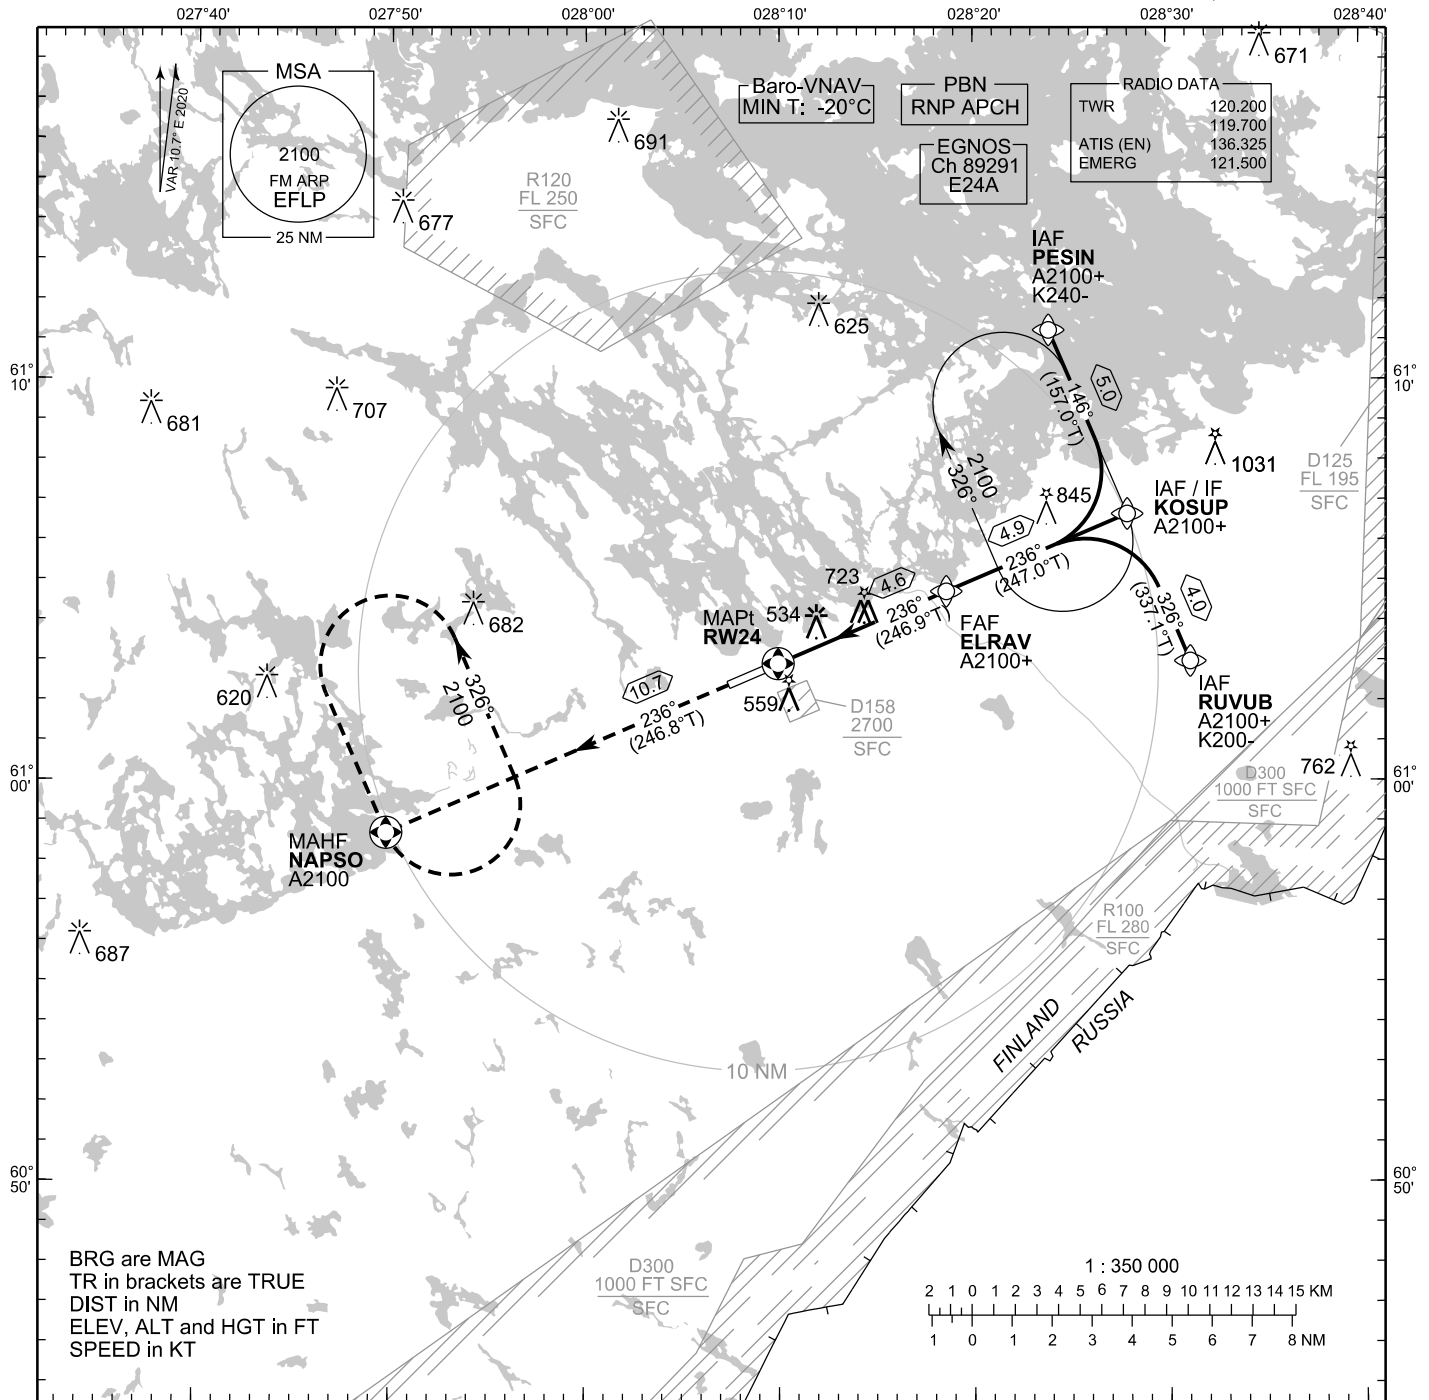 027°40'
027°50'
028°00'
028°10'
028°20'
028°30'
028°40'
VAR 10.7° E 2020
MSA
2100
FM ARP
EFLP
25 NM
Baro-VNAV
MIN T: -20°C
PBN
RNP APCH
EGNOS
Ch 89291
E24A
RADIO DATA
TWR 120.200
119.700
ATIS (EN) 136.325
EMERG 121.500
671
691
677
R120
FL 250
SFC
IAF
PESIN
A2100+
K240-
625
61°
10'
61°
10'
681
707
5.0
146°
(157.0°T)
1031
D125
FL 195
SFC
2100
326°
845
IAF / IF
KOSUP
A2100+
4.9
236°
(247.0°T)
723
4.6
236°
(246.9°T)
4.0
326°
(337.1°T)
682
534
MAPt
RW24
FAF
ELRAV
A2100+
620
326°
2100
10.7
236°
(246.8°T)
559
D158
2700
SFC
IAF
RUVUB
A2100+
K200-
762
61°
00'
61°
00'
D300
1000 FT SFC
SFC
MAHF
NAPSO
A2100
687
R100
FL 280
SFC
FINLAND
RUSSIA
10 NM
60°
50'
60°
50'
D300
1000 FT SFC
SFC
BRG are MAG
TR in brackets are TRUE
DIST in NM
ELEV, ALT and HGT in FT
SPEED in KT
1 : 350 000
2 1 0 1 2 3 4 5 6 7 8 9 10 11 12 13 14 15 KM
1 0 1 2 3 4 5 6 7 8 NM